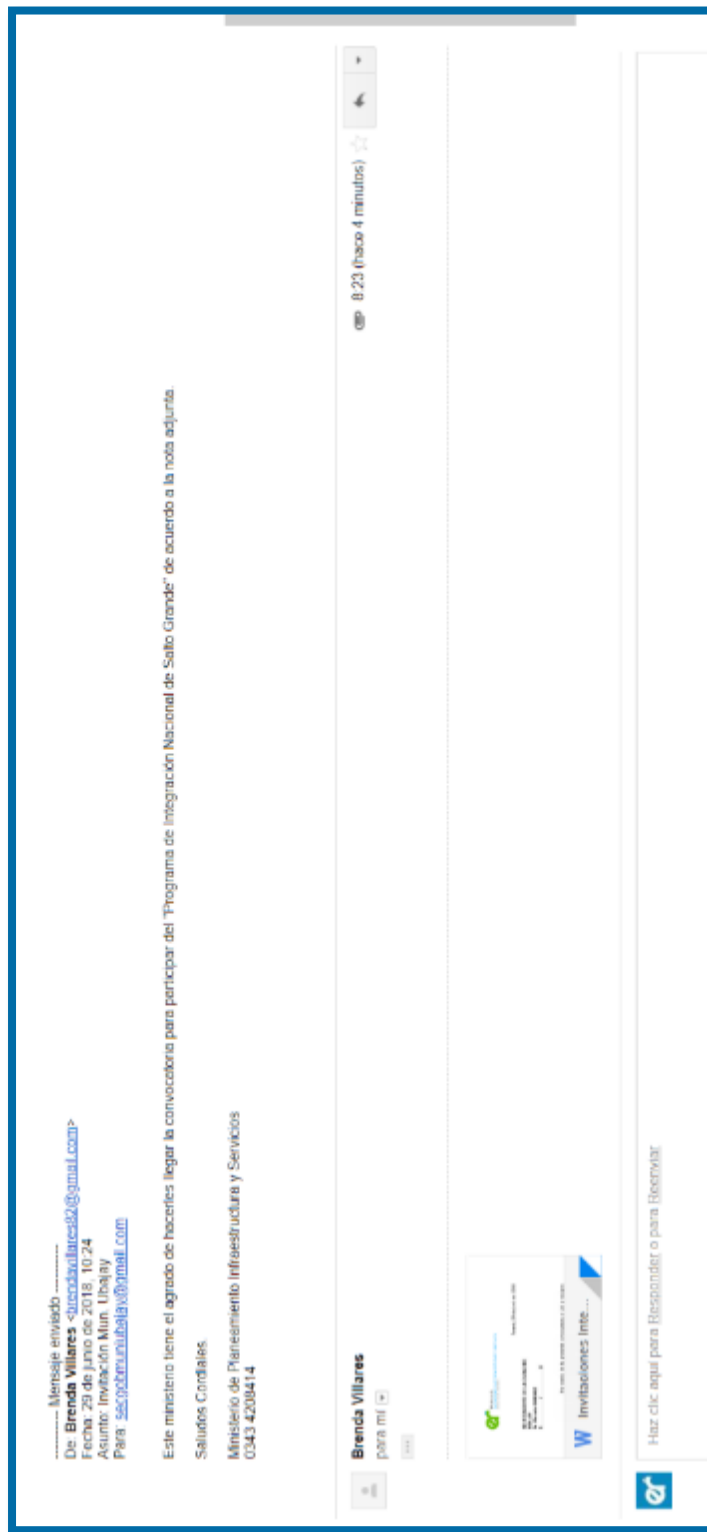 ---------- Mensaje enviado ----------
De: Brenda Villares <brendavillares82@gmail.com>
Fecha: 29 de junio de 2018, 10:24
Asunto: Invitación Mun. Ubajay
Para: secgobmuniubajay@gmail.com
Este ministerio tiene el agrado de hacerles llegar la convocatoria para participar del "Programa de Integración Nacional de Salto Grande" de acuerdo a la nota adjunta.
Saludos Cordiales.
Ministerio de Planeamiento Infraestructura y Servicios
0343 4208414
Brenda Villares
8:23 (hace 4 minutos)
para mí
W Invitaciones Inte...
er
Haz clic aquí para Responder o para Reenviar